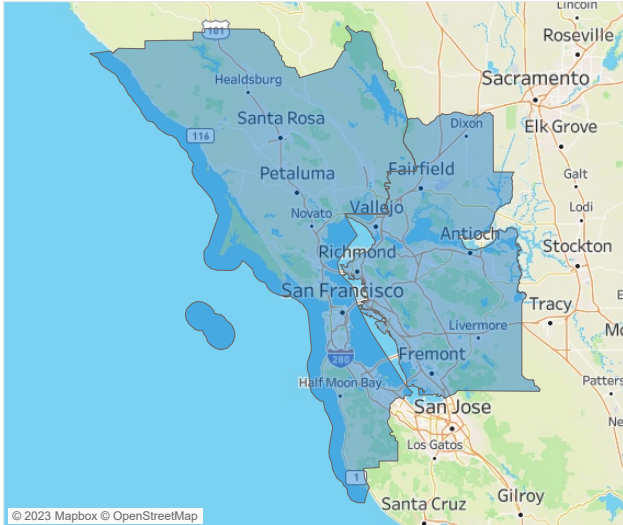 Lincoln
101
Roseville
Healdsburg
Sacramento
Santa Rosa
Dixon
Elk Grove
116
Petaluma
Fairfield
Galt
Novato
Vallejo
Lodi
Antioch
Stockton
Richmond
San Francisco
Tracy
Livermore
280
Fremont
Half Moon Bay
Patters
San Jose
Los Gatos
1
Gilroy
Santa Cruz
© 2023 Mapbox © OpenStreetMap